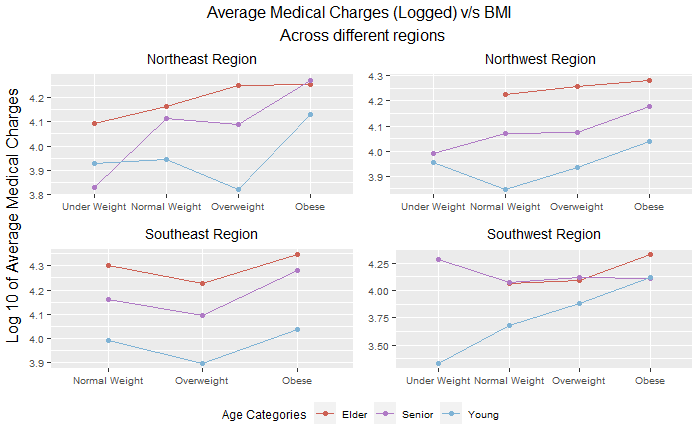 Average Medical Charges (Logged) v/s BMI
Across different regions
Log 10 of Average Medical Charges
Northeast Region
4.2
4.1
4.0
3.9
3.8
Under Weight Normal Weight Overweight Obese
Northwest Region
4.3
4.2
4.1
4.0
3.9
Under Weight Normal Weight Overweight Obese
Southeast Region
4.3
4.2
4.1
4.0
3.9
Normal Weight Overweight Obese
Southwest Region
4.25
4.00
3.75
3.50
Under Weight Normal Weight Overweight Obese
Age Categories Elder Senior Young